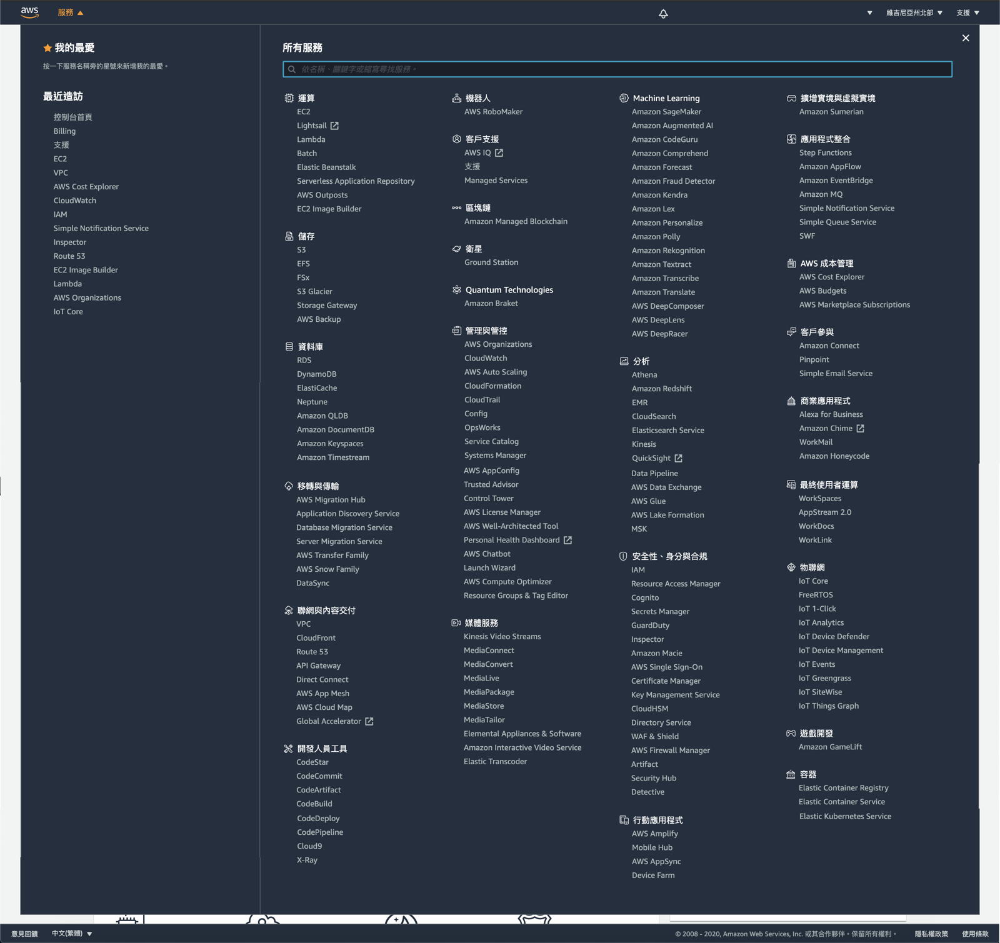 aws
服務
維吉尼亞州北部
支援
我的最愛
按一下服務名稱旁的星號來新增我的最愛。
最近造訪
控制台首頁
Billing
支援
EC2
VPC
AWS Cost Explorer
CloudWatch
IAM
Simple Notification Service
Inspector
Route 53
EC2 Image Builder
Lambda
AWS Organizations
IoT Core
所有服務
依名稱、關鍵字或縮寫尋找服務。
運算
EC2
Lightsail
Lambda
Batch
Elastic Beanstalk
Serverless Application Repository
AWS Outposts
EC2 Image Builder
儲存
S3
EFS
FSx
S3 Glacier
Storage Gateway
AWS Backup
資料庫
RDS
DynamoDB
ElastiCache
Neptune
Amazon QLDB
Amazon DocumentDB
Amazon Keyspaces
Amazon Timestream
移轉與傳輸
AWS Migration Hub
Application Discovery Service
Database Migration Service
Server Migration Service
AWS Transfer Family
AWS Snow Family
DataSync
聯網與內容交付
VPC
CloudFront
Route 53
API Gateway
Direct Connect
AWS App Mesh
AWS Cloud Map
Global Accelerator
開發人員工具
CodeStar
CodeCommit
CodeArtifact
CodeBuild
CodeDeploy
CodePipeline
Cloud9
X-Ray
機器人
AWS RoboMaker
客戶支援
AWS IQ
支援
Managed Services
區塊鏈
Amazon Managed Blockchain
衛星
Ground Station
Quantum Technologies
Amazon Braket
管理與管控
AWS Organizations
CloudWatch
AWS Auto Scaling
CloudFormation
CloudTrail
Config
OpsWorks
Service Catalog
Systems Manager
AWS AppConfig
Trusted Advisor
Control Tower
AWS License Manager
AWS Well-Architected Tool
Personal Health Dashboard
AWS Chatbot
Launch Wizard
AWS Compute Optimizer
Resource Groups & Tag Editor
媒體服務
Kinesis Video Streams
MediaConnect
MediaConvert
MediaLive
MediaPackage
MediaStore
MediaTailor
Elemental Appliances & Software
Amazon Interactive Video Service
Elastic Transcoder
Machine Learning
Amazon SageMaker
Amazon Augmented AI
Amazon CodeGuru
Amazon Comprehend
Amazon Forecast
Amazon Fraud Detector
Amazon Kendra
Amazon Lex
Amazon Personalize
Amazon Polly
Amazon Rekognition
Amazon Textract
Amazon Transcribe
Amazon Translate
AWS DeepComposer
AWS DeepLens
AWS DeepRacer
分析
Athena
Amazon Redshift
EMR
CloudSearch
Elasticsearch Service
Kinesis
QuickSight
Data Pipeline
AWS Data Exchange
AWS Glue
AWS Lake Formation
MSK
安全性、身分與合規
IAM
Resource Access Manager
Cognito
Secrets Manager
GuardDuty
Inspector
Amazon Macie
AWS Single Sign-On
Certificate Manager
Key Management Service
CloudHSM
Directory Service
WAF & Shield
AWS Firewall Manager
Artifact
Security Hub
Detective
行動應用程式
AWS Amplify
Mobile Hub
AWS AppSync
Device Farm
擴增實境與虛擬實境
Amazon Sumerian
應用程式整合
Step Functions
Amazon AppFlow
Amazon EventBridge
Amazon MQ
Simple Notification Service
Simple Queue Service
SWF
AWS 成本管理
AWS Cost Explorer
AWS Budgets
AWS Marketplace Subscriptions
客戶參與
Amazon Connect
Pinpoint
Simple Email Service
商業應用程式
Alexa for Business
Amazon Chime
WorkMail
Amazon Honeycode
最終使用者運算
WorkSpaces
AppStream 2.0
WorkDocs
WorkLink
物聯網
IoT Core
FreeRTOS
IoT 1-Click
IoT Analytics
IoT Device Defender
IoT Device Management
IoT Events
IoT Greengrass
IoT SiteWise
IoT Things Graph
遊戲開發
Amazon GameLift
容器
Elastic Container Registry
Elastic Container Service
Elastic Kubernetes Service
意見回饋
中文(繁體)
© 2008 - 2020, Amazon Web Services, Inc. 或其合作夥伴。保留所有權利。
隱私權政策
使用條款